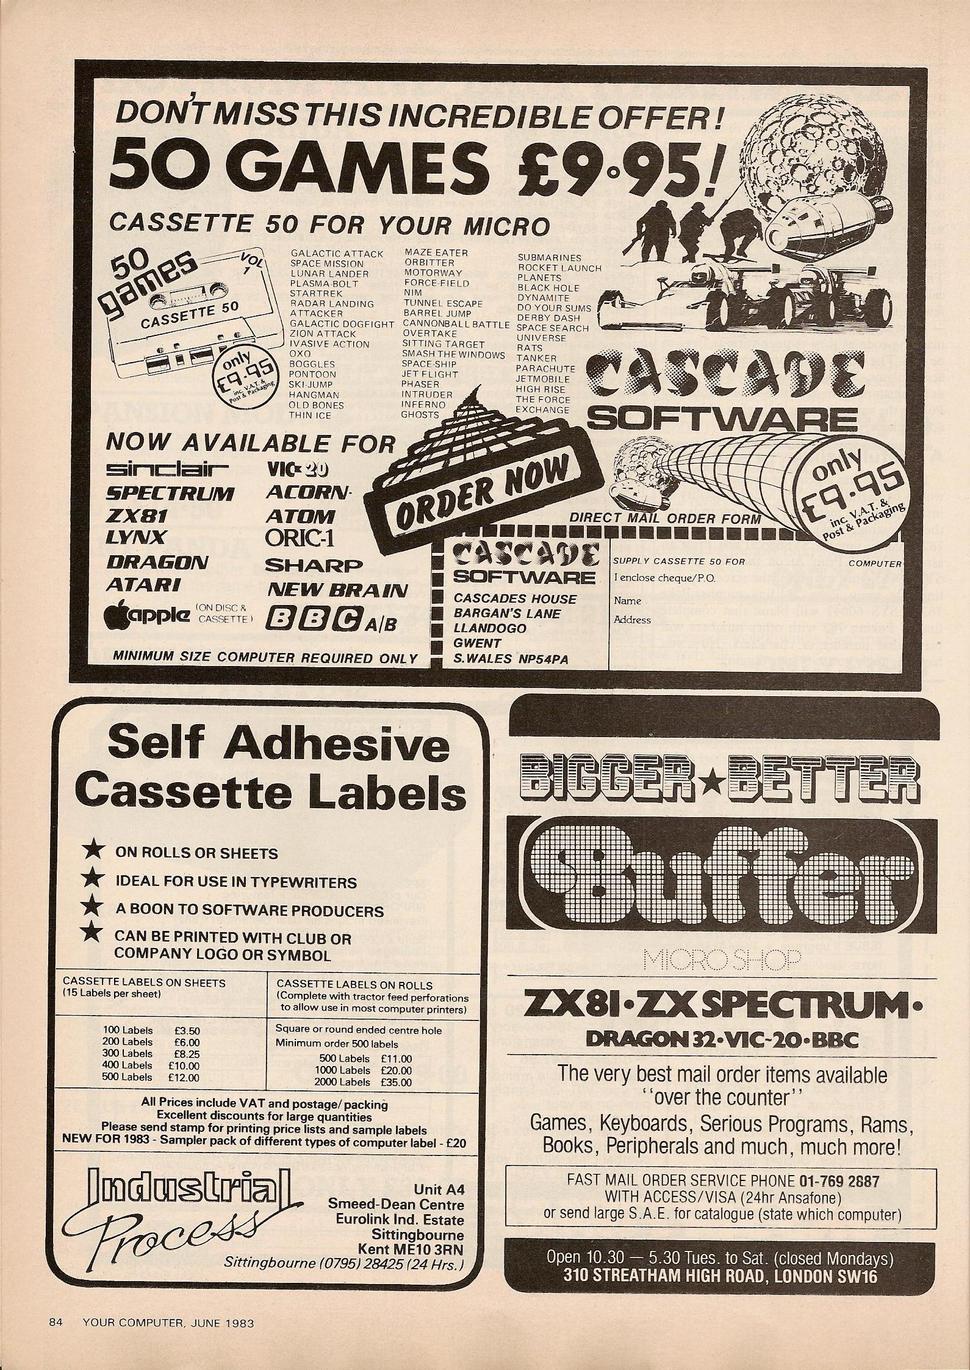 DON'T MISS THIS INCREDIBLE OFFER!
50 GAMES £9·95!
CASSETTE 50 FOR YOUR MICRO
50 games
VOL 1
CASSETTE 50
only
£9·95
inc. V.A.T. &
Post & Packaging
GALACTIC ATTACK
SPACE MISSION
LUNAR LANDER
PLASMA BOLT
STARTREK
RADAR LANDING
ATTACKER
GALACTIC DOGFIGHT
ZION ATTACK
IVASIVE ACTION
OXO
BOGGLES
PONTOON
SKI JUMP
HANGMAN
OLD BONES
THIN ICE
MAZE EATER
ORBITTER
MOTORWAY
FORCE FIELD
NIM
TUNNEL ESCAPE
BARREL JUMP
CANNONBALL BATTLE
OVERTAKE
SITTING TARGET
SMASH THE WINDOWS
SPACE SHIP
JET FLIGHT
PHASER
INTRUDER
INFERNO
GHOSTS
SUBMARINES
ROCKET LAUNCH
PLANETS
BLACK HOLE
DYNAMITE
DO YOUR SUMS
DERBY DASH
SPACE SEARCH
UNIVERSE
RATS
TANKER
PARACHUTE
JETMOBILE
HIGH RISE
THE FORCE
EXCHANGE
CASCADE
SOFTWARE
NOW AVAILABLE FOR
sinclair
SPECTRUM
ZX81
LYNX
DRAGON
ATARI
apple (ON DISC &
CASSETTE)
VIC 20
ACORN-
ATOM
ORIC-1
SHARP
NEW BRAIN
BBC A/B
MINIMUM SIZE COMPUTER REQUIRED ONLY
ORDER NOW
only
£9·95
inc. V.A.T. &
Post & Packaging
DIRECT MAIL ORDER FORM
CASCADE
SOFTWARE
CASCADES HOUSE
BARGAN'S LANE
LLANDOGO
GWENT
S.WALES NP54PA
SUPPLY CASSETTE 50 FOR COMPUTER
I enclose cheque/P.O.
Name
Address
Self Adhesive
Cassette Labels
★ ON ROLLS OR SHEETS
★ IDEAL FOR USE IN TYPEWRITERS
★ A BOON TO SOFTWARE PRODUCERS
★ CAN BE PRINTED WITH CLUB OR
COMPANY LOGO OR SYMBOL
CASSETTE LABELS ON SHEETS
(15 Labels per sheet)
100 Labels £3.50
200 Labels £6.00
300 Labels £8.25
400 Labels £10.00
500 Labels £12.00
CASSETTE LABELS ON ROLLS
(Complete with tractor feed perforations
to allow use in most computer printers)
Square or round ended centre hole
Minimum order 500 labels
500 Labels £11.00
1000 Labels £20.00
2000 Labels £35.00
All Prices include VAT and postage/packing
Excellent discounts for large quantities
Please send stamp for printing price lists and sample labels
NEW FOR 1983 - Sampler pack of different types of computer label - £20
Industrial
Process
Unit A4
Smeed-Dean Centre
Eurolink Ind. Estate
Sittingbourne
Kent ME10 3RN
Sittingbourne (0795) 28425 (24 Hrs.)
BIGGER★BETTER
Buffer
MICRO SHOP
ZX81·ZX SPECTRUM·
DRAGON 32·VIC-20·BBC
The very best mail order items available
"over the counter"
Games, Keyboards, Serious Programs, Rams,
Books, Peripherals and much, much more!
FAST MAIL ORDER SERVICE PHONE 01-769 2887
WITH ACCESS/VISA (24hr Ansafone)
or send large S.A.E. for catalogue (state which computer)
Open 10.30 — 5.30 Tues. to Sat. (closed Mondays)
310 STREATHAM HIGH ROAD, LONDON SW16
84 YOUR COMPUTER, JUNE 1983